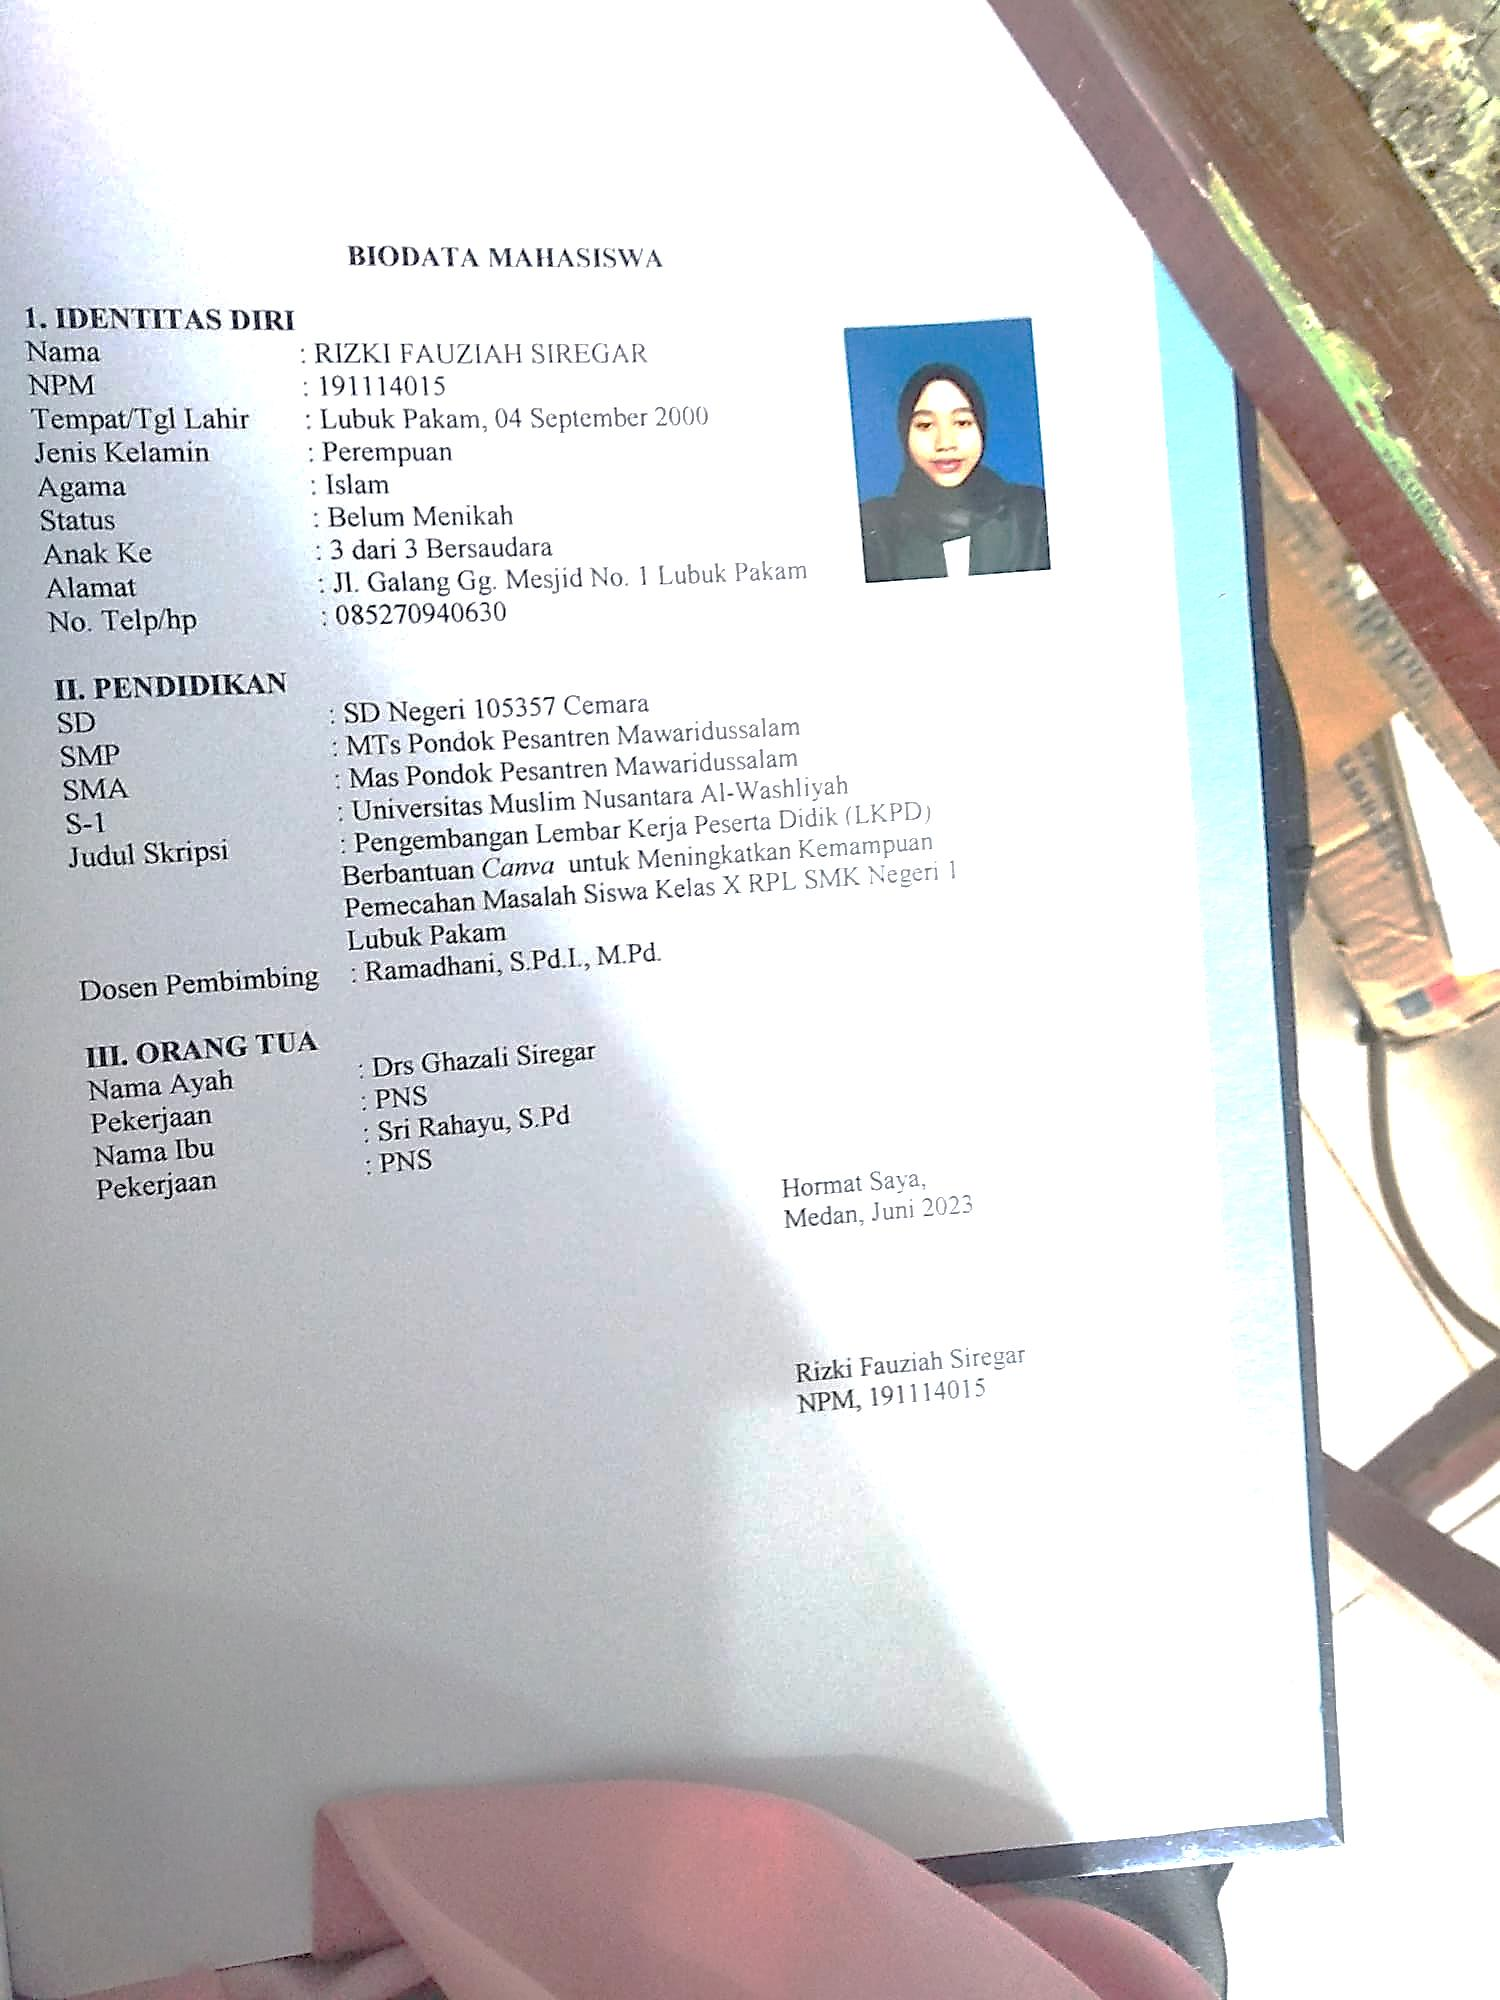 BIODATA MAHASISWA
1. IDENTITAS DIRI
Nama : RIZKI FAUZIAH SIREGAR
NPM : 191114015
Tempat/Tgl Lahir : Lubuk Pakam, 04 September 2000
Jenis Kelamin : Perempuan
Agama : Islam
Status : Belum Menikah
Anak Ke : 3 dari 3 Bersaudara
Alamat : Jl. Galang Gg. Mesjid No. 1 Lubuk Pakam
No. Telp/hp : 085270940630
II. PENDIDIKAN
SD : SD Negeri 105357 Cemara
SMP : MTs Pondok Pesantren Mawaridussalam
SMA : Mas Pondok Pesantren Mawaridussalam
S-1 : Universitas Muslim Nusantara Al-Washliyah
Judul Skripsi : Pengembangan Lembar Kerja Peserta Didik (LKPD)
Berbantuan Canva untuk Meningkatkan Kemampuan
Pemecahan Masalah Siswa Kelas X RPL SMK Negeri 1
Lubuk Pakam
Dosen Pembimbing : Ramadhani, S.Pd.I., M.Pd.
III. ORANG TUA
Nama Ayah : Drs Ghazali Siregar
Pekerjaan : PNS
Nama Ibu : Sri Rahayu, S.Pd
Pekerjaan : PNS
Hormat Saya,
Medan, Juni 2023
Rizki Fauziah Siregar
NPM, 191114015